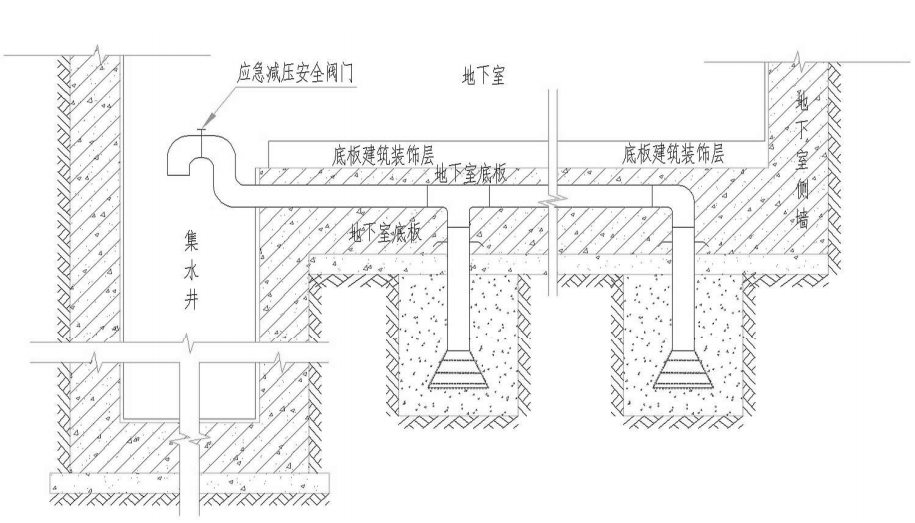 应急减压安全阀门
地下室
底板建筑装饰层
底板建筑装饰层
地下室底板
地下室侧墙
地下室底板
集水井